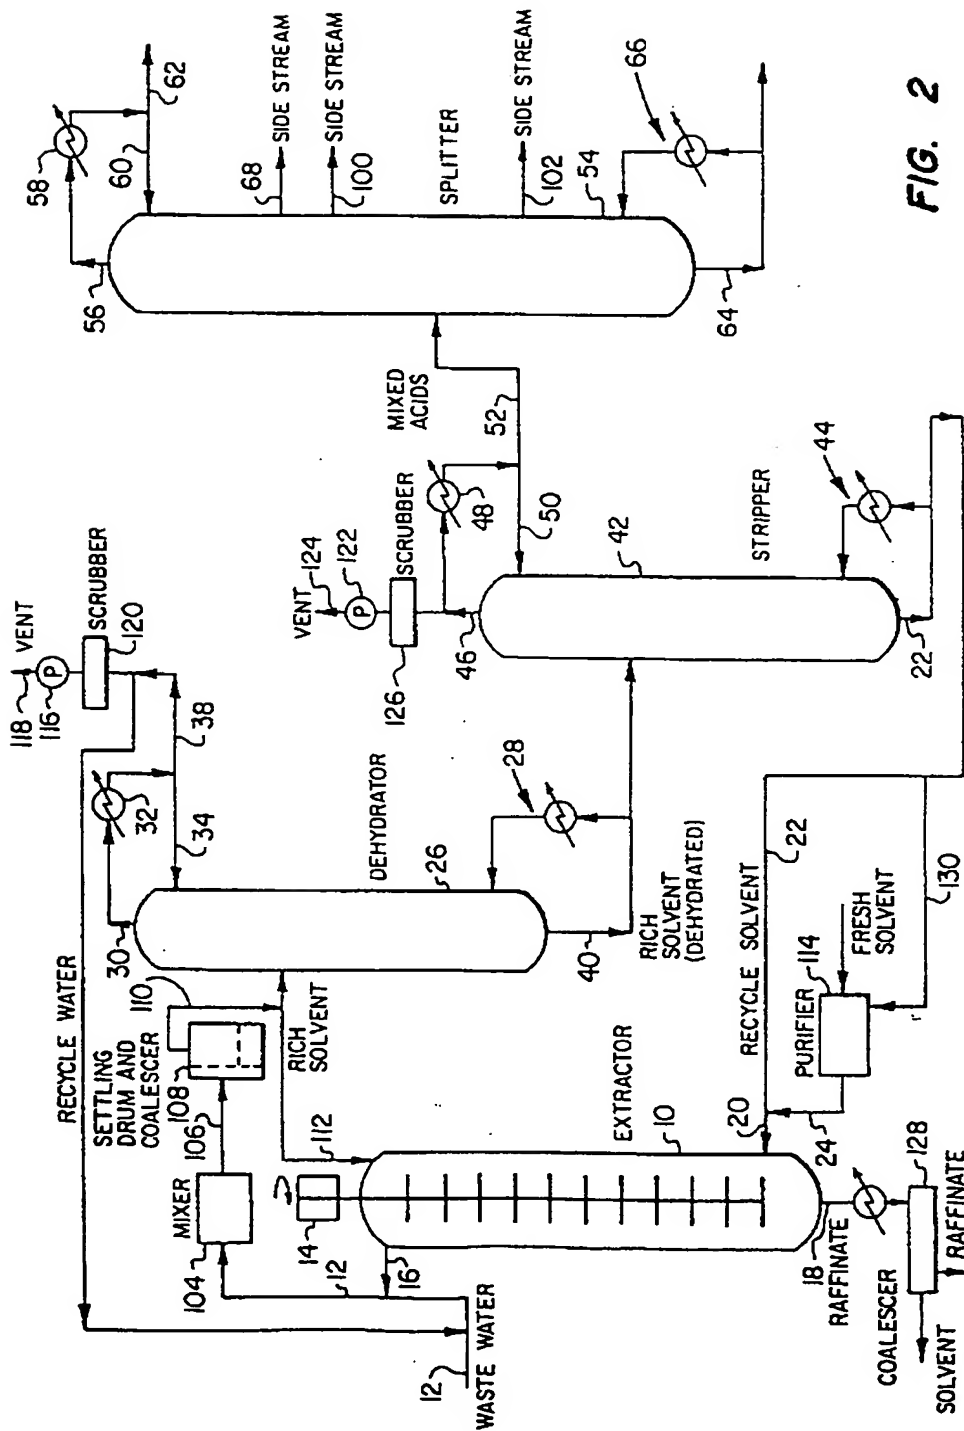 RECYCLE WATER
118
VENT
116
P
SCRUBBER
120
38
32
34
30
DEHYDRATOR
26
28
40
RICH
SOLVENT
(DEHYDRATED)
110
SETTLING
DRUM AND
COALESCER
108
106
RICH
SOLVENT
MIXER
104
112
14
12
16
12
WASTE WATER
EXTRACTOR
10
20
24
18
RAFFINATE
COALESCER
128
SOLVENT
RAFFINATE
RECYCLE SOLVENT
22
PURIFIER
114
FRESH
SOLVENT
130
VENT
124
122
P
SCRUBBER
126
46
48
50
52
MIXED
ACIDS
STRIPPER
42
44
22
58
56
60
62
68
SIDE STREAM
100
SIDE STREAM
SPLITTER
102
SIDE STREAM
54
66
64
FIG. 2